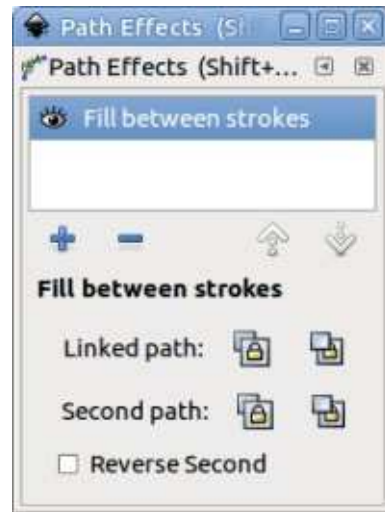 Path Effects (S
Path Effects (Shift+...
Fill between strokes
Fill between strokes
Linked path:
Second path:
Reverse Second